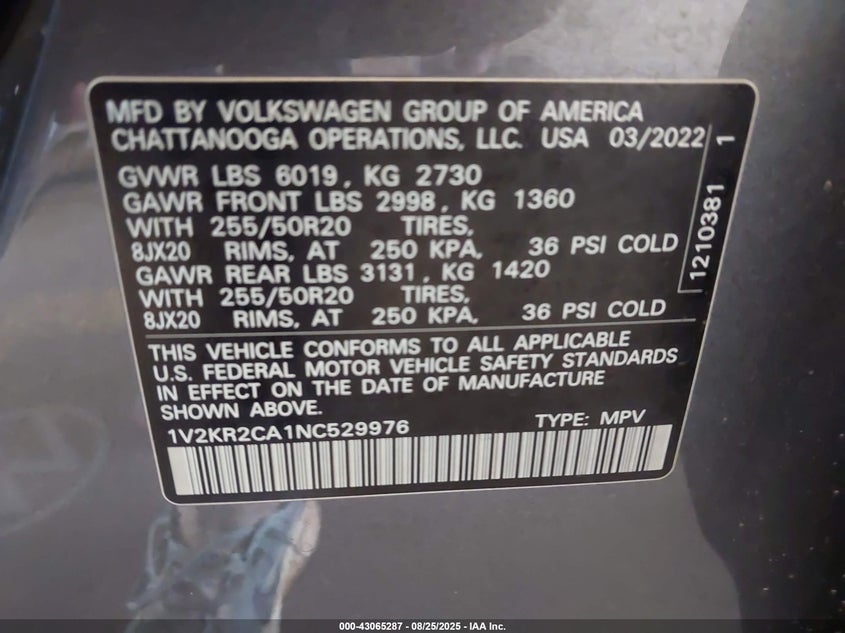 MFD BY VOLKSWAGEN GROUP OF AMERICA
CHATTANOOGA OPERATIONS, LLC. USA 03/2022
GVWR LBS 6019, KG 2730
GAWR FRONT LBS 2998, KG 1360
WITH 255/50R20 TIRES,
8JX20 RIMS, AT 250 KPA, 36 PSI COLD
GAWR REAR LBS 3131, KG 1420
WITH 255/50R20 TIRES,
8JX20 RIMS, AT 250 KPA, 36 PSI COLD
1210381 1
THIS VEHICLE CONFORMS TO ALL APPLICABLE
U.S. FEDERAL MOTOR VEHICLE SAFETY STANDARDS
IN EFFECT ON THE DATE OF MANUFACTURE
SHOWN ABOVE.
1V2KR2CA1NC529976 TYPE: MPV
000-43065287 - 08/25/2025 - IAA Inc.